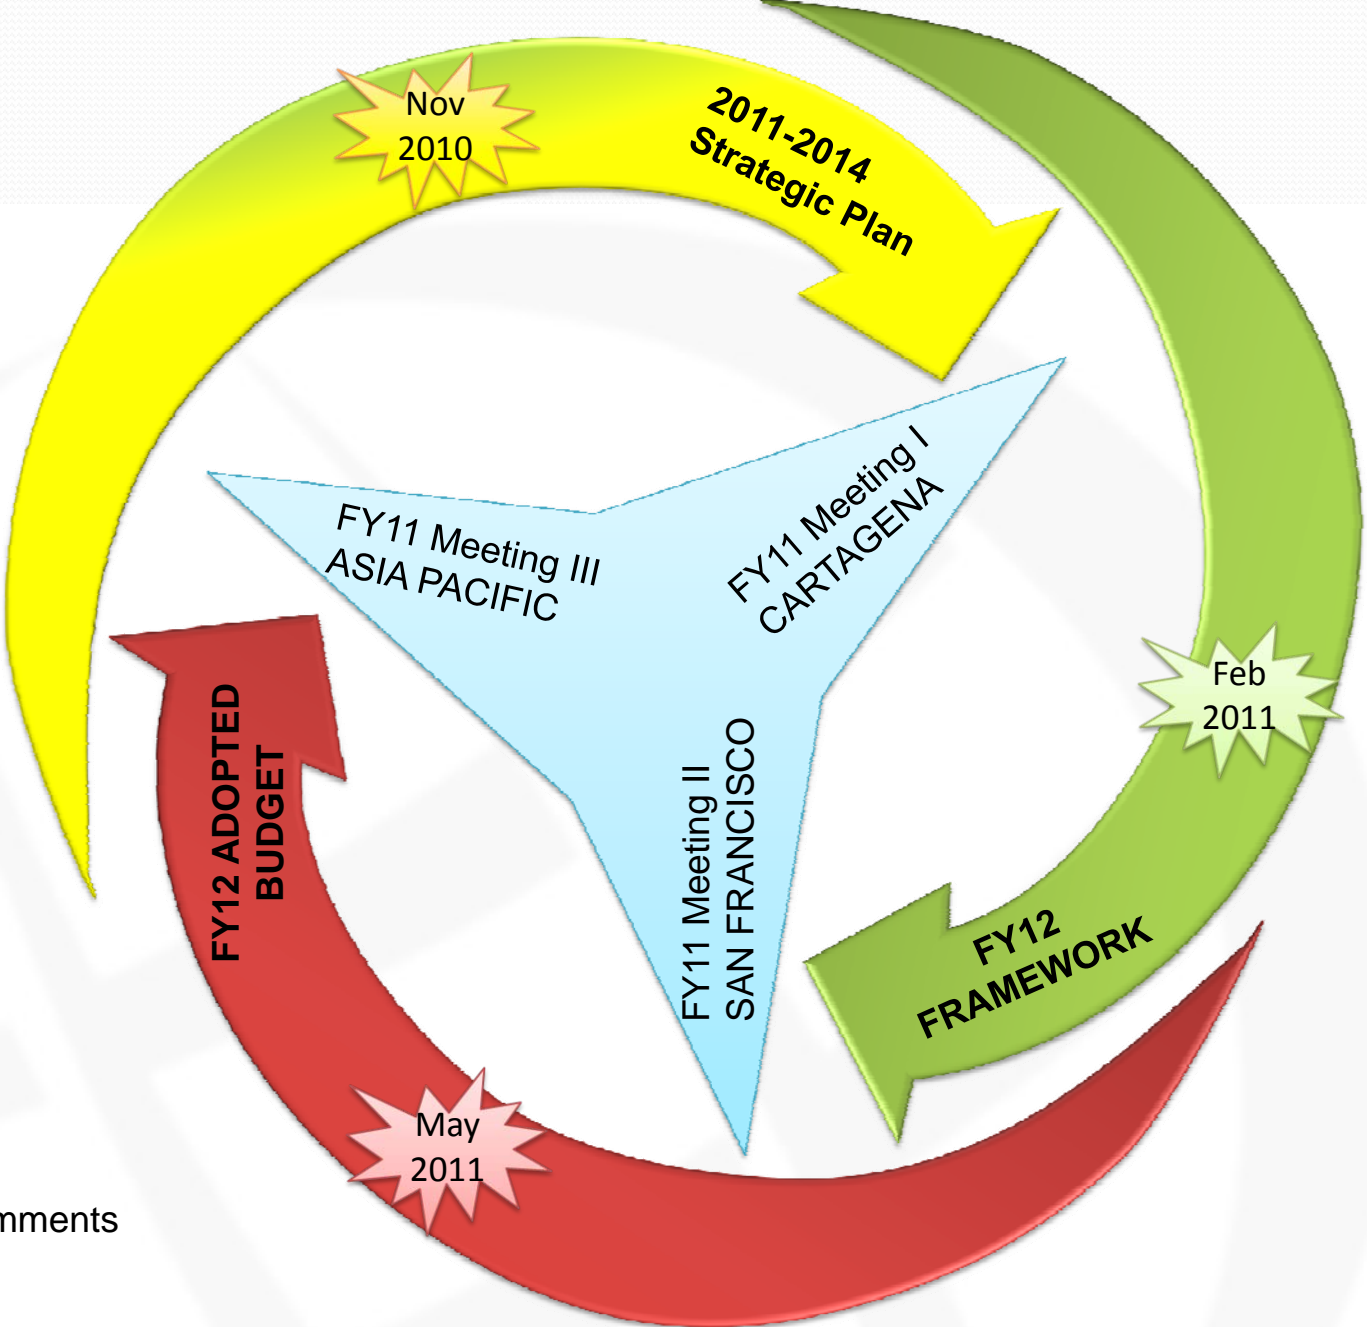 Nov
2010
2011-2014
Strategic Plan
FY11 Meeting I
CARTAGENA
FY11 Meeting III
ASIA PACIFIC
Feb
2011
FY12 ADOPTED
BUDGET
FY11 Meeting II
SAN FRANCISCO
FY12
FRAMEWORK
May
2011